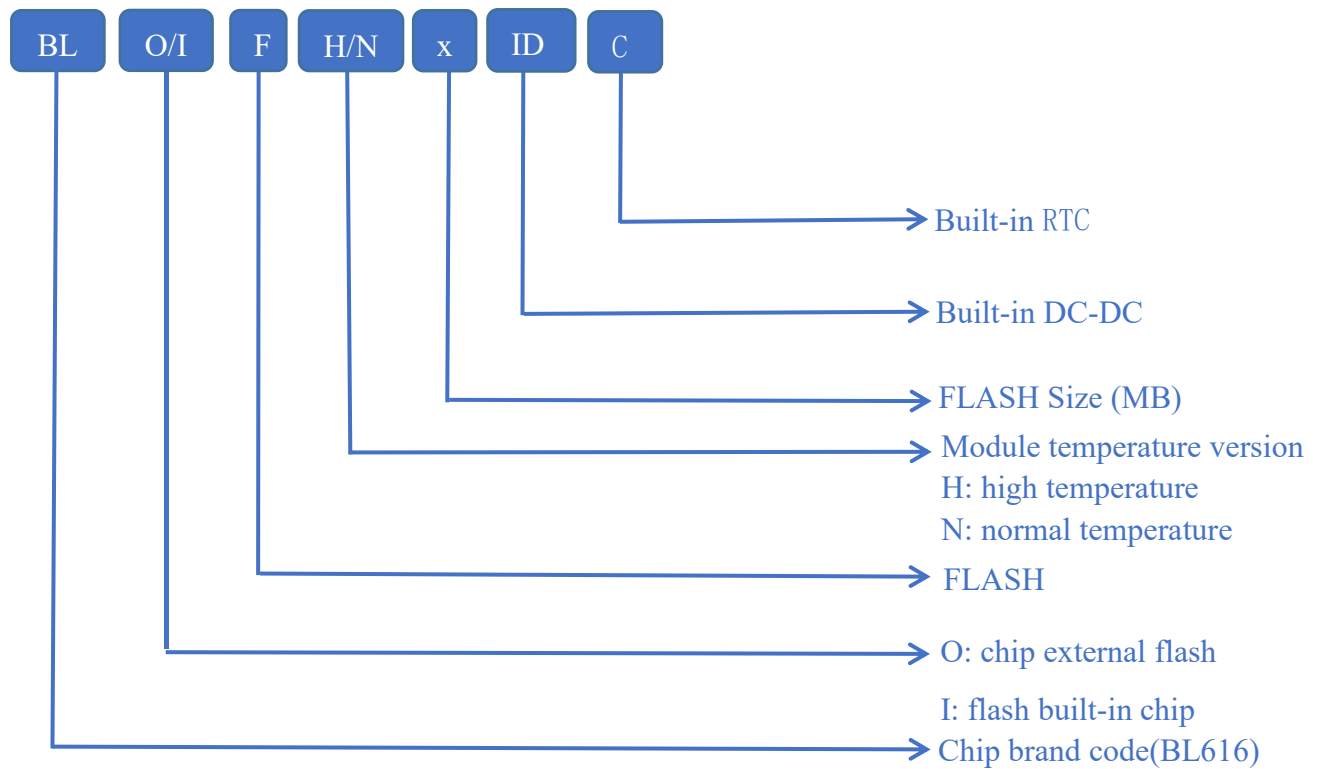 BL O/I F H/N x ID C
Built-in RTC
Built-in DC-DC
FLASH Size (MB)
Module temperature version
H: high temperature
N: normal temperature
FLASH
O: chip external flash
I: flash built-in chip
Chip brand code(BL616)